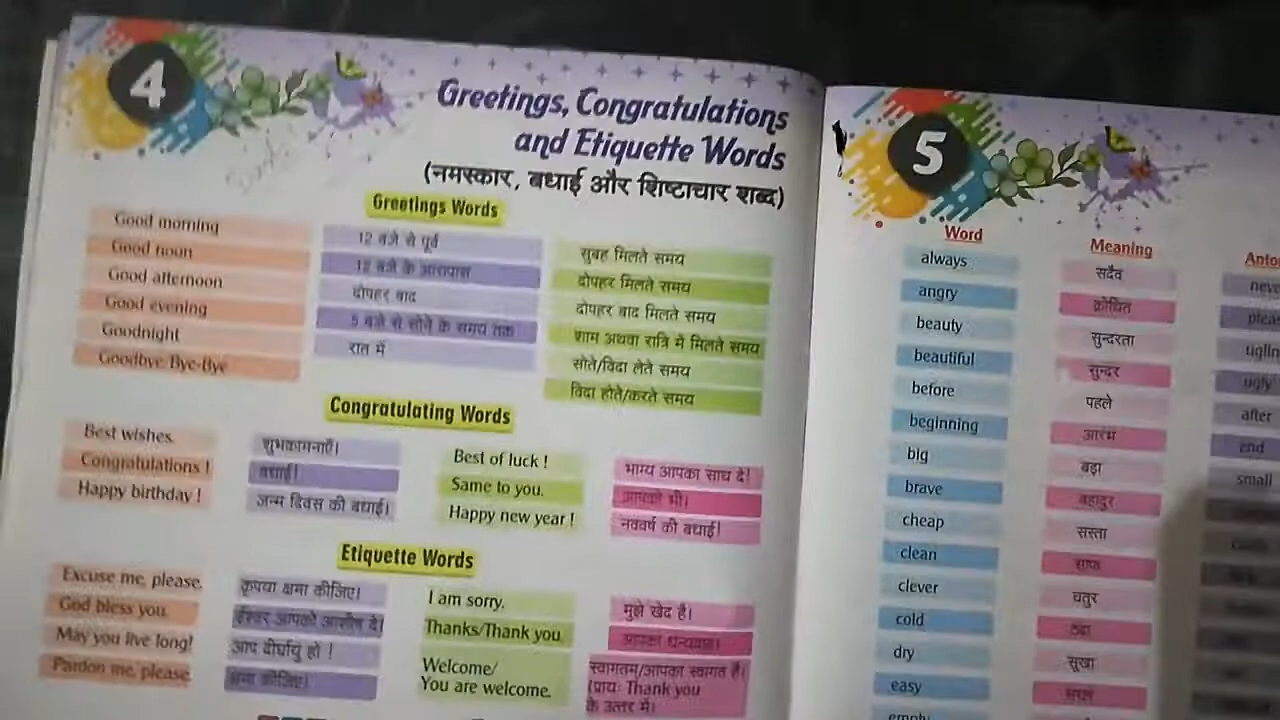 4
Greetings, Congratulations
and Etiquette Words
(नमस्कार, बधाई और शिष्टाचार शब्द)
Greetings Words
Good morning 12 बजे से पूर्व सुबह मिलते समय
Good noon 12 बजे के आसपास दोपहर मिलते समय
Good afternoon दोपहर बाद दोपहर बाद मिलते समय
Good evening 5 बजे से सोने के समय तक शाम अथवा रात्रि में मिलते समय
Goodnight रात में सोते/विदा लेते समय
Goodbye Bye-Bye विदा होते/करते समय
Congratulating Words
Best wishes. शुभकामनाएँ। Best of luck ! भाग्य आपका साथ दे!
Congratulations ! बधाई! Same to you. आपको भी।
Happy birthday ! जन्म दिवस की बधाई। Happy new year ! नववर्ष की बधाई!
Etiquette Words
Excuse me, please. कृपया क्षमा कीजिए। I am sorry. मुझे खेद है।
God bless you. ईश्वर आपको आशीष दे। Thanks/Thank you. आपका धन्यवाद।
May you live long! आप दीर्घायु हो ! Welcome/ स्वागतम/आपका स्वागत है।
Pardon me, please. क्षमा कीजिए। You are welcome. (प्रायः Thank you
के उत्तर में।
5
Word Meaning
always सदैव
angry क्रोधित
beauty सुन्दरता
beautiful सुन्दर
before पहले after
beginning आरंभ end
big बड़ा small
brave बहादुर
cheap सस्ता
clean साफ
clever चतुर
cold ठंडा
dry सूखा
easy सरल